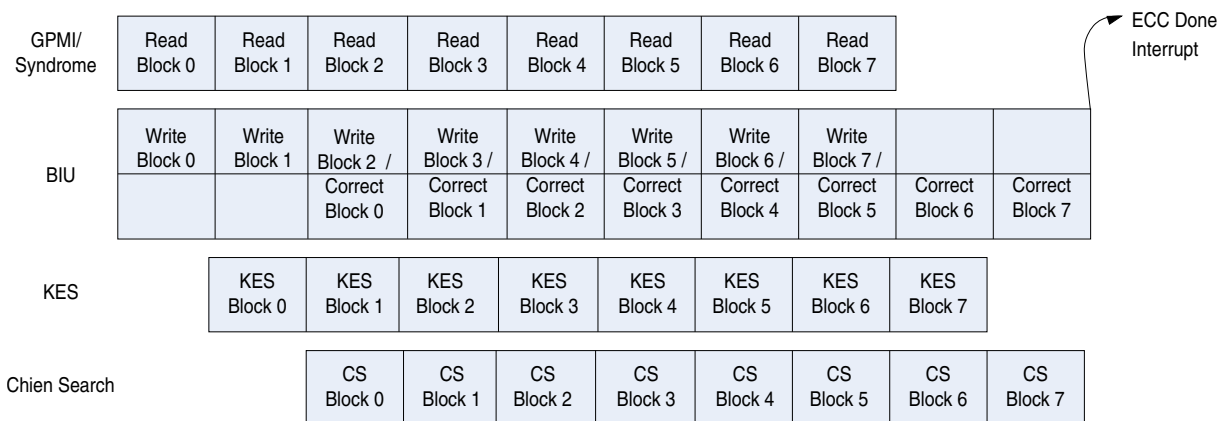 GPMI/
Syndrome
Read
Block 0
Read
Block 1
Read
Block 2
Read
Block 3
Read
Block 4
Read
Block 5
Read
Block 6
Read
Block 7
ECC Done
Interrupt
BIU
Write
Block 0
Write
Block 1
Write
Block 2 /
Write
Block 3 /
Write
Block 4 /
Write
Block 5 /
Write
Block 6 /
Write
Block 7 /
Correct
Block 0
Correct
Block 1
Correct
Block 2
Correct
Block 3
Correct
Block 4
Correct
Block 5
Correct
Block 6
Correct
Block 7
KES
KES
Block 0
KES
Block 1
KES
Block 2
KES
Block 3
KES
Block 4
KES
Block 5
KES
Block 6
KES
Block 7
Chien Search
CS
Block 0
CS
Block 1
CS
Block 2
CS
Block 3
CS
Block 4
CS
Block 5
CS
Block 6
CS
Block 7